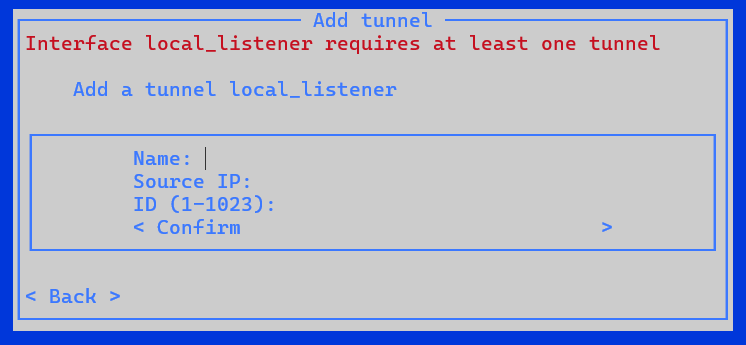 Add tunnel
Interface local_listener requires at least one tunnel
Add a tunnel local_listener
Name:
Source IP:
ID (1-1023):
< Confirm >
< Back >